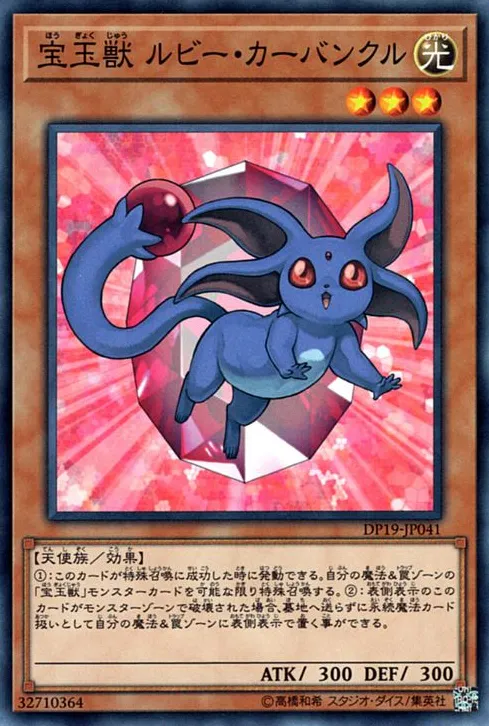 宝玉獣 ルビー・カーバンクル
光
DP19-JP041
【天使族/効果】
①:このカードが特殊召喚に成功した時に発動できる。自分の魔法&罠ゾーンの
「宝玉獣」モンスターカードを可能な限り特殊召喚する。②:表側表示のこの
カードがモンスターゾーンで破壊された場合、墓地へ送らずに永続魔法カード
扱いとして自分の魔法&罠ゾーンに表側表示で置く事ができる。
ATK/ 300 DEF/ 300
32710364
©高橋和希 スタジオ・ダイス/集英社